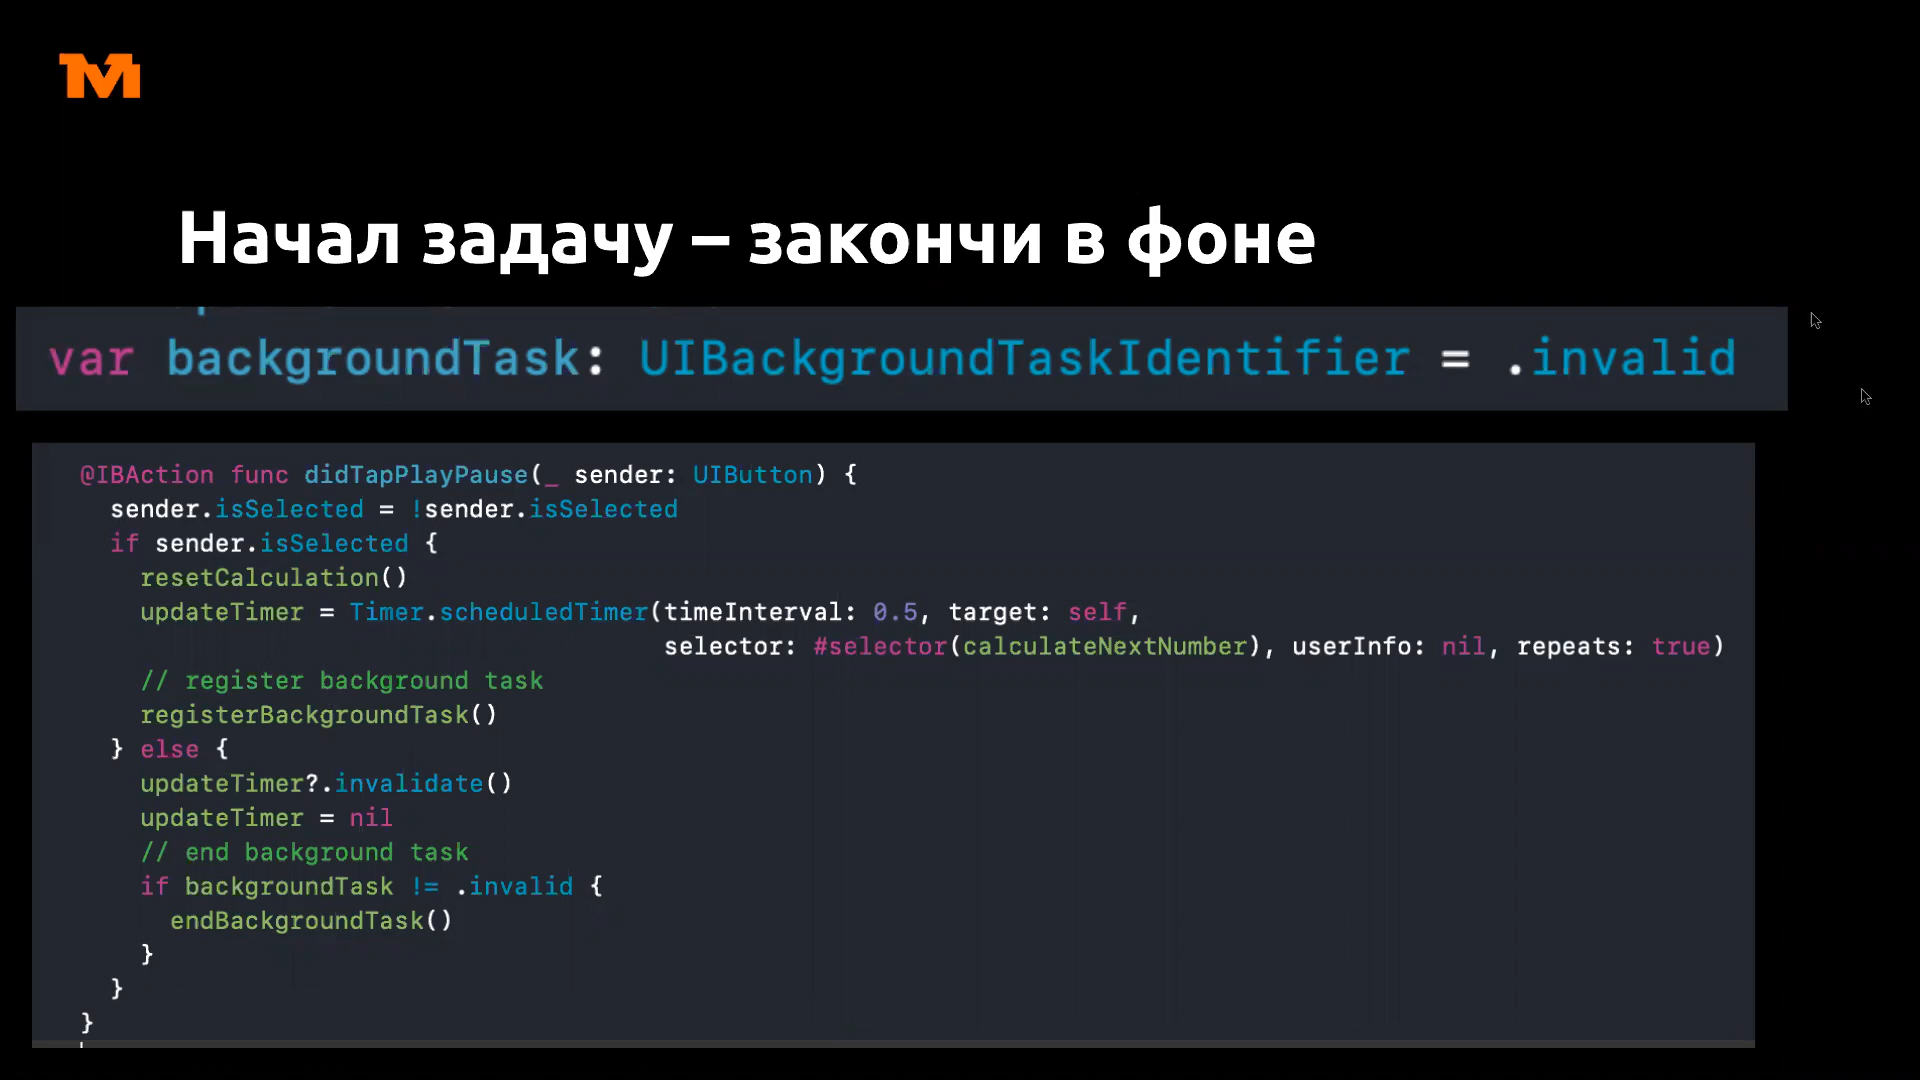 Начал задачу – закончи в фоне
var backgroundTask: UIBackgroundTaskIdentifier = .invalid
@IBAction func didTapPlayPause(_ sender: UIButton) {
  sender.isSelected = !sender.isSelected
  if sender.isSelected {
    resetCalculation()
    updateTimer = Timer.scheduledTimer(timeInterval: 0.5, target: self,
                                       selector: #selector(calculateNextNumber), userInfo: nil, repeats: true)
    // register background task
    registerBackgroundTask()
  } else {
    updateTimer?.invalidate()
    updateTimer = nil
    // end background task
    if backgroundTask != .invalid {
      endBackgroundTask()
    }
  }
}